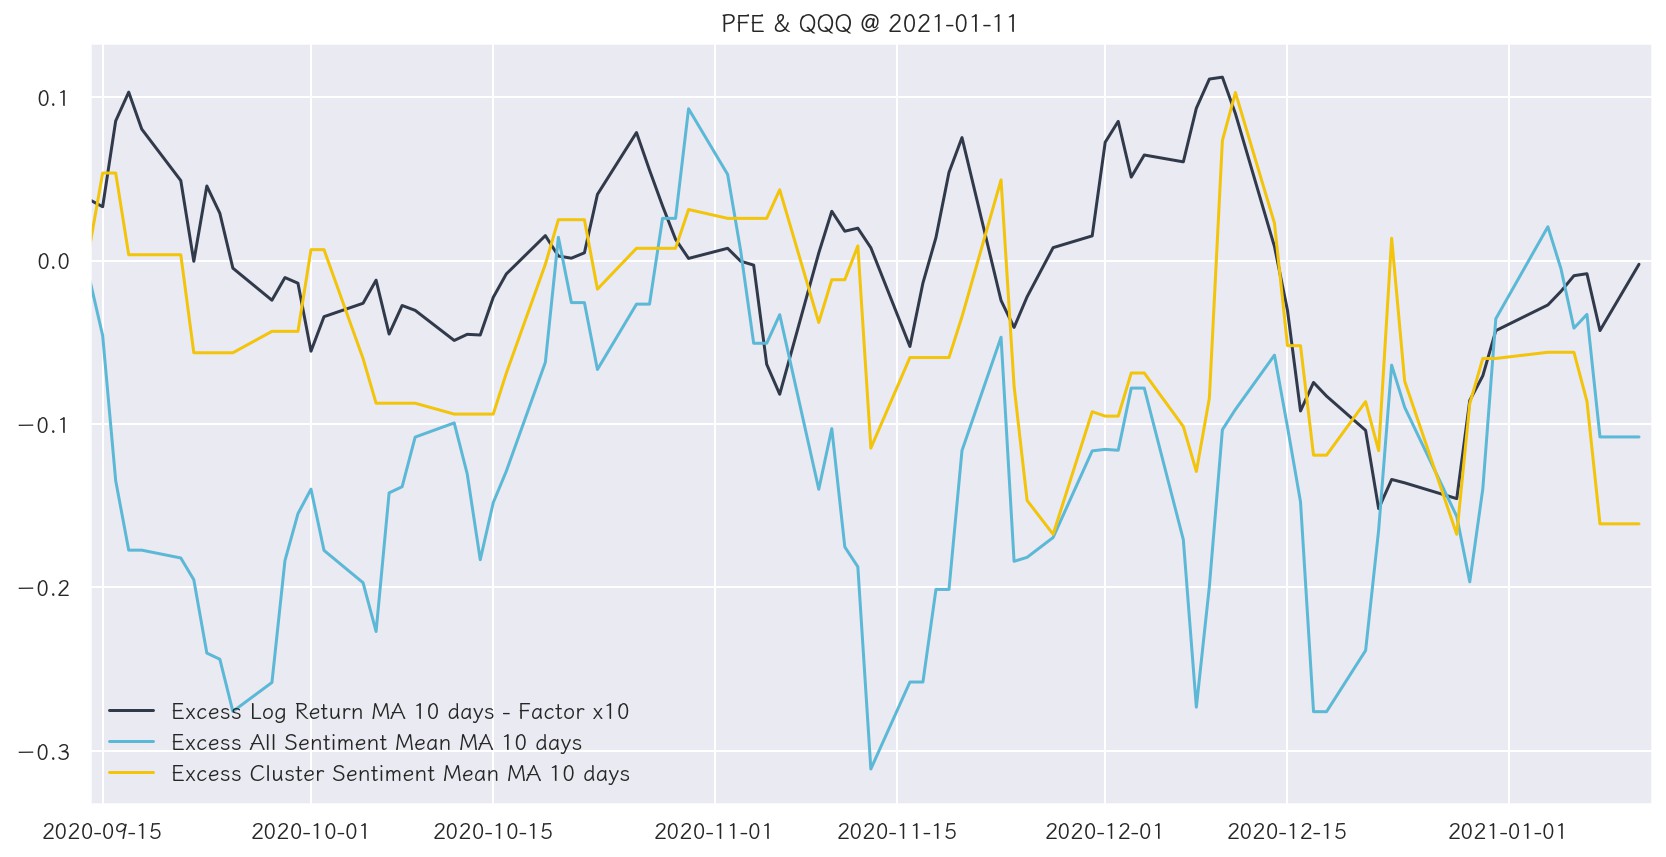 PFE & QQQ @ 2021-01-11
0.1
0.0
−0.1
−0.2
−0.3
Excess Log Return MA 10 days - Factor x10
Excess All Sentiment Mean MA 10 days
Excess Cluster Sentiment Mean MA 10 days
2020-09-15 2020-10-01 2020-10-15 2020-11-01 2020-11-15 2020-12-01 2020-12-15 2021-01-01